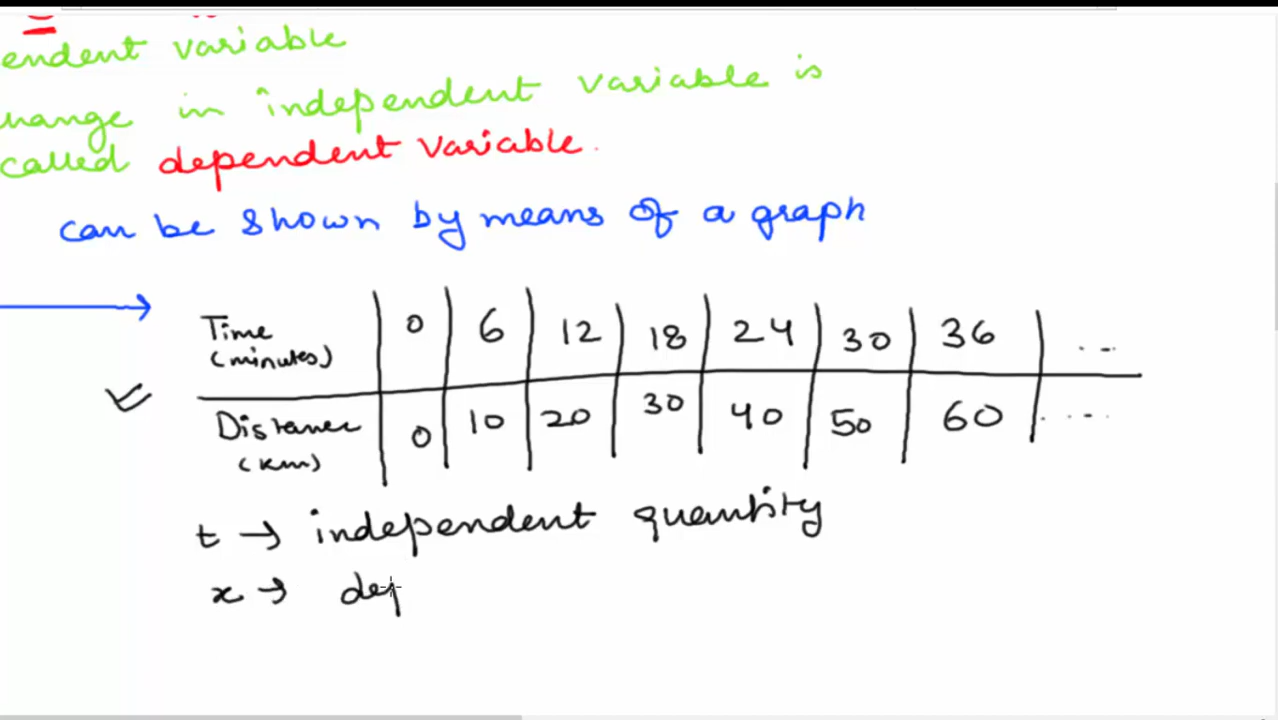 endent variable
hange in independent variable is
called dependent variable.
can be shown by means of a graph
Time (minutes) 0 6 12 18 24 30 36 ...
Distance (km) 0 10 20 30 40 50 60 ....
t → independent quantity
x → dep